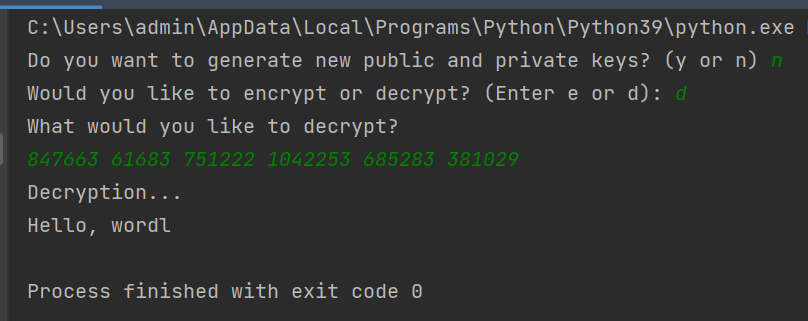 C:\Users\admin\AppData\Local\Programs\Python\Python39\python.exe
Do you want to generate new public and private keys? (y or n) n
Would you like to encrypt or decrypt? (Enter e or d): d
What would you like to decrypt?
847663 61683 751222 1042253 685283 381029
Decryption...
Hello, wordl
Process finished with exit code 0